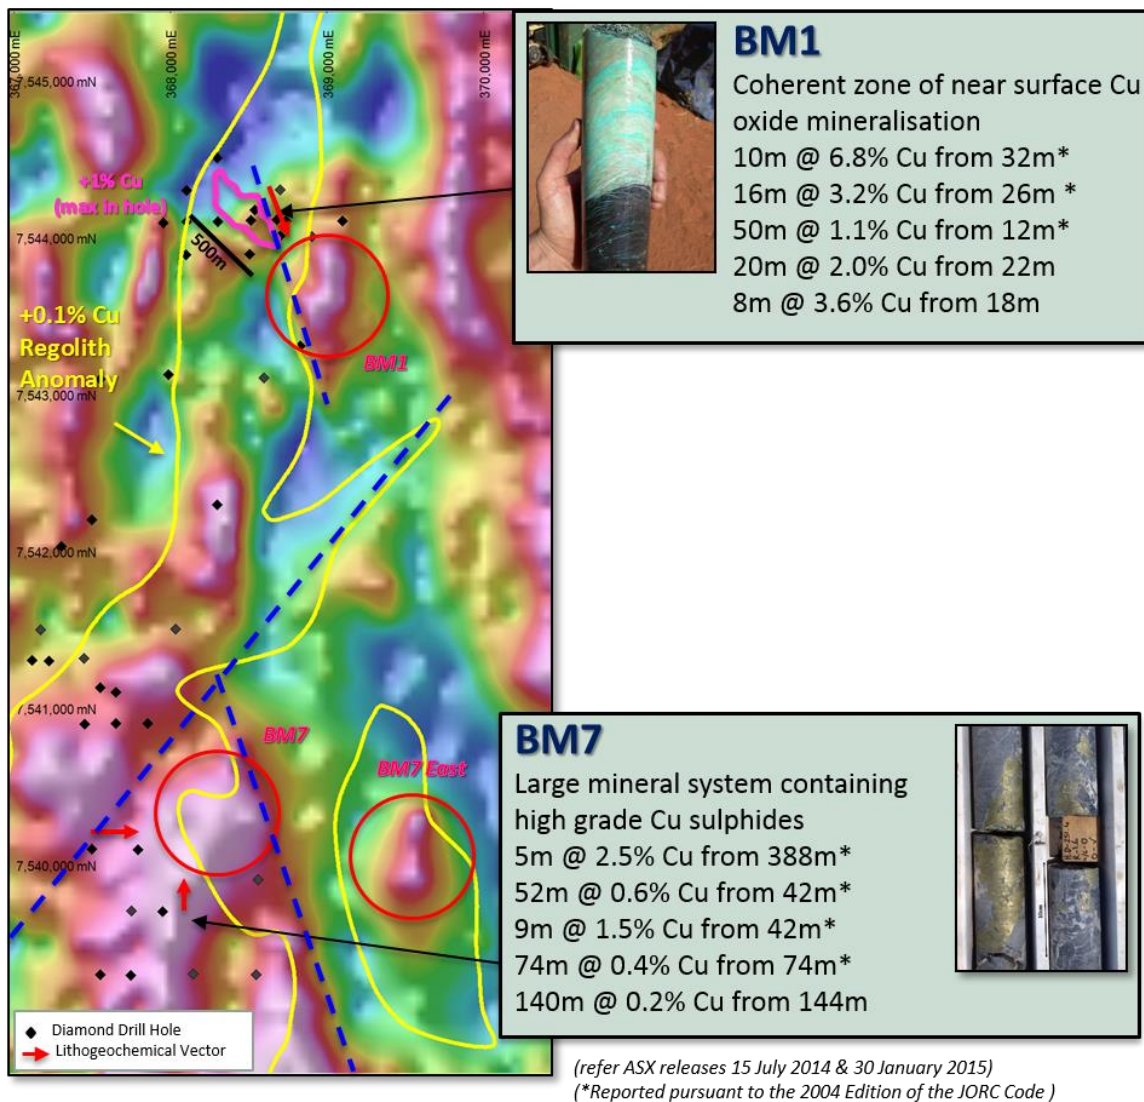 367,000 mE
368,000 mE
369,000 mE
370,000 mE
7,545,000 mN
+1% Cu
(max in hole)
7,544,000 mN
500m
+0.1% Cu
Regolith
Anomaly
BM1
7,543,000 mN
7,542,000 mN
7,541,000 mN
BM7
BM7 East
7,540,000 mN
Diamond Drill Hole
Lithogeochemical Vector
BM1
Coherent zone of near surface Cu
oxide mineralisation
10m @ 6.8% Cu from 32m*
16m @ 3.2% Cu from 26m *
50m @ 1.1% Cu from 12m*
20m @ 2.0% Cu from 22m
8m @ 3.6% Cu from 18m
BM7
Large mineral system containing
high grade Cu sulphides
5m @ 2.5% Cu from 388m*
52m @ 0.6% Cu from 42m*
9m @ 1.5% Cu from 42m*
74m @ 0.4% Cu from 74m*
140m @ 0.2% Cu from 144m
(refer ASX releases 15 July 2014 & 30 January 2015)
(*Reported pursuant to the 2004 Edition of the JORC Code )